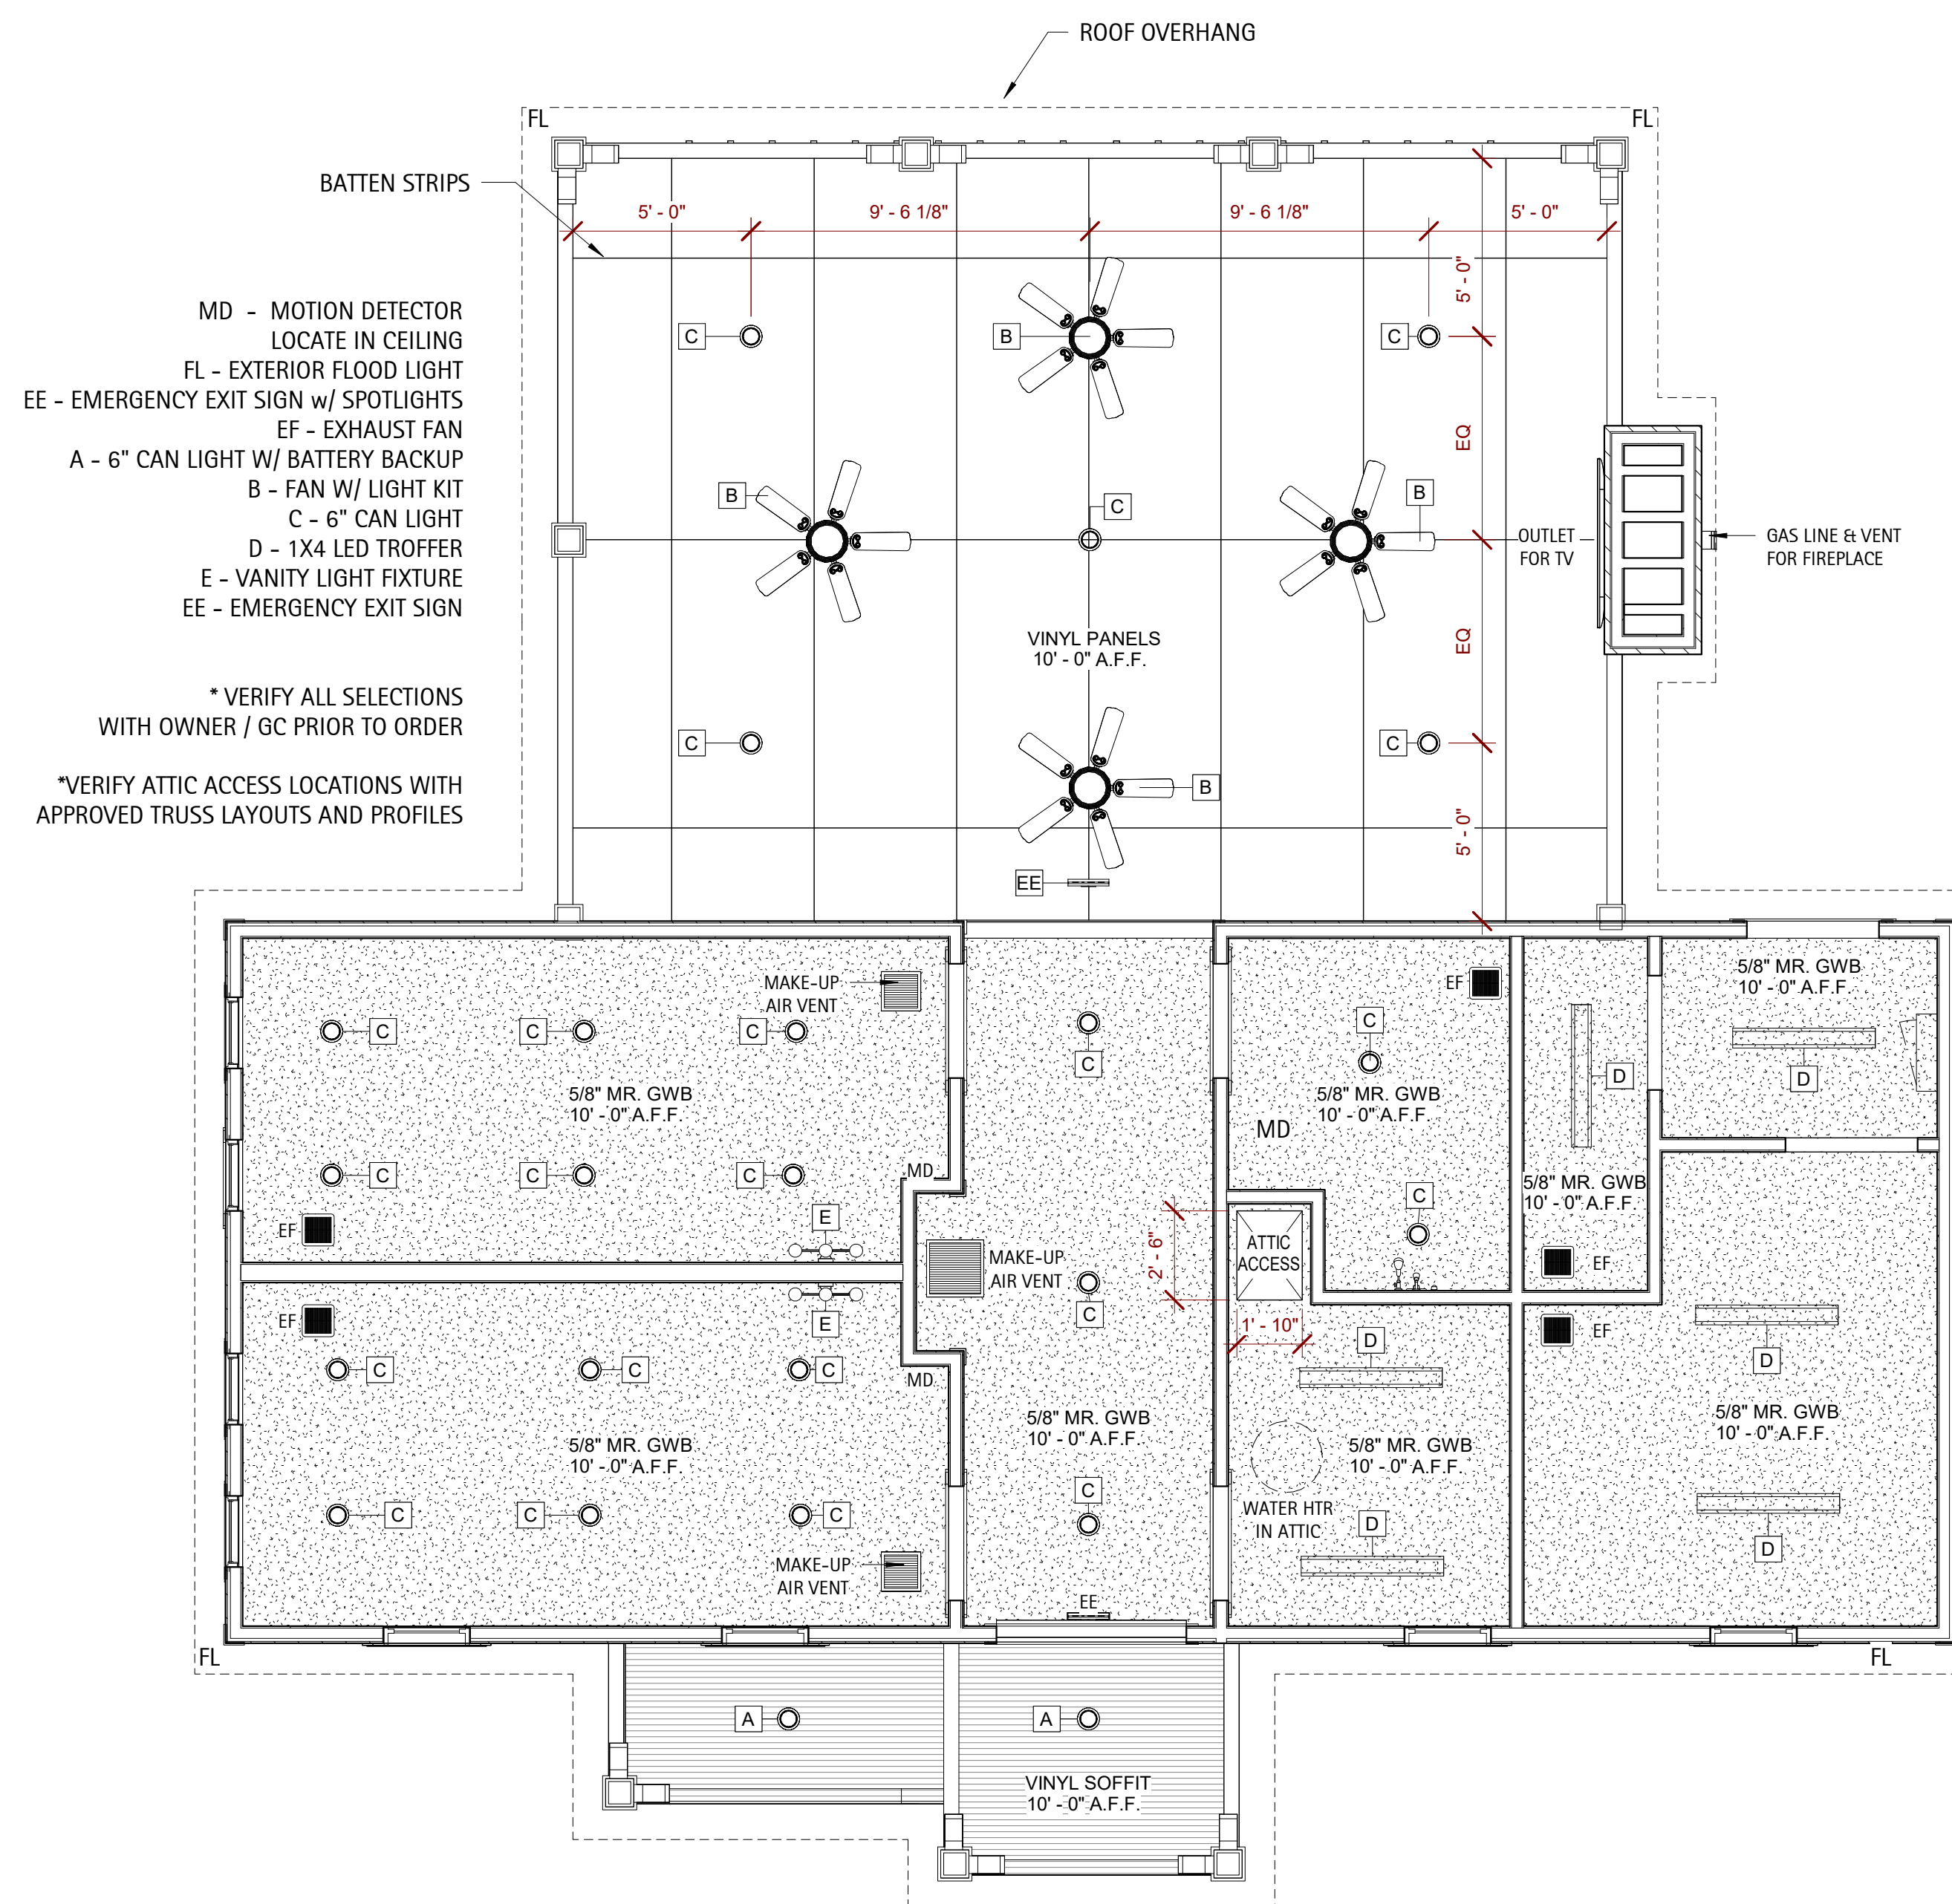 ROOF OVERHANG
FL
FL
BATTEN STRIPS
5' - 0"
9' - 6 1/8"
9' - 6 1/8"
5' - 0"
5' - 0"
MD - MOTION DETECTOR
LOCATE IN CEILING
FL - EXTERIOR FLOOD LIGHT
EE - EMERGENCY EXIT SIGN w/ SPOTLIGHTS
EF - EXHAUST FAN
A - 6" CAN LIGHT W/ BATTERY BACKUP
B - FAN W/ LIGHT KIT
C - 6" CAN LIGHT
D - 1X4 LED TROFFER
E - VANITY LIGHT FIXTURE
EE - EMERGENCY EXIT SIGN
* VERIFY ALL SELECTIONS
WITH OWNER / GC PRIOR TO ORDER
*VERIFY ATTIC ACCESS LOCATIONS WITH
APPROVED TRUSS LAYOUTS AND PROFILES
C
B
C
EQ
B
C
B
OUTLET
FOR TV
GAS LINE & VENT
FOR FIREPLACE
EQ
VINYL PANELS
10' - 0" A.F.F.
C
C
B
5' - 0"
EE
MAKE-UP
AIR VENT
EF
5/8" MR. GWB
10' - 0" A.F.F.
C
C
C
C
C
D
D
5/8" MR. GWB
10' - 0" A.F.F.
5/8" MR. GWB
10' - 0" A.F.F.
MD
C
C
C
MD
5/8" MR. GWB
10' - 0" A.F.F.
C
EF
E
2' - 6"
ATTIC
ACCESS
MAKE-UP
AIR VENT
EF
C
EF
E
1' - 10"
EF
C
C
C
MD
D
D
5/8" MR. GWB
10' - 0" A.F.F.
5/8" MR. GWB
10' - 0" A.F.F.
5/8" MR. GWB
10' - 0" A.F.F.
5/8" MR. GWB
10' - 0" A.F.F.
C
C
C
C
WATER HTR
IN ATTIC
D
D
MAKE-UP
AIR VENT
EE
FL
FL
A
A
VINYL SOFFIT
10' - 0" A.F.F.